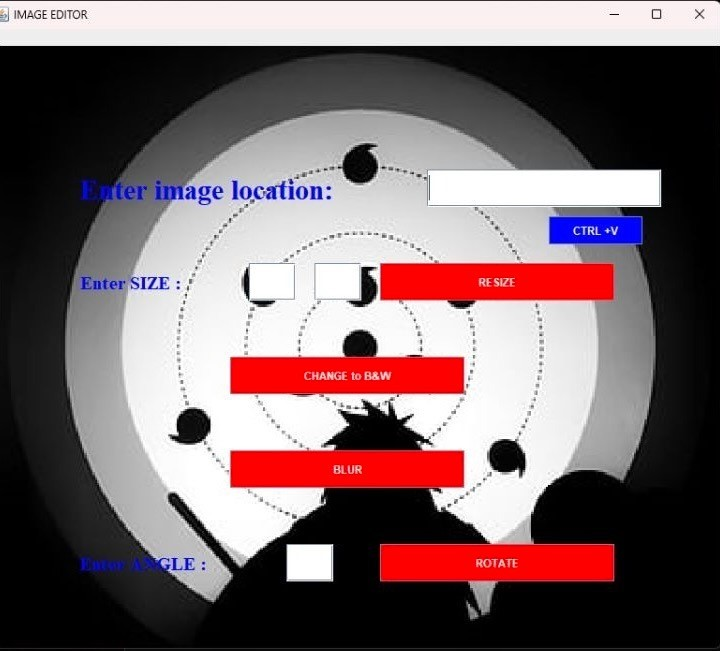 IMAGE EDITOR
Enter image location:
CTRL +V
Enter SIZE :
RESIZE
CHANGE to B&W
BLUR
Enter ANGLE :
ROTATE